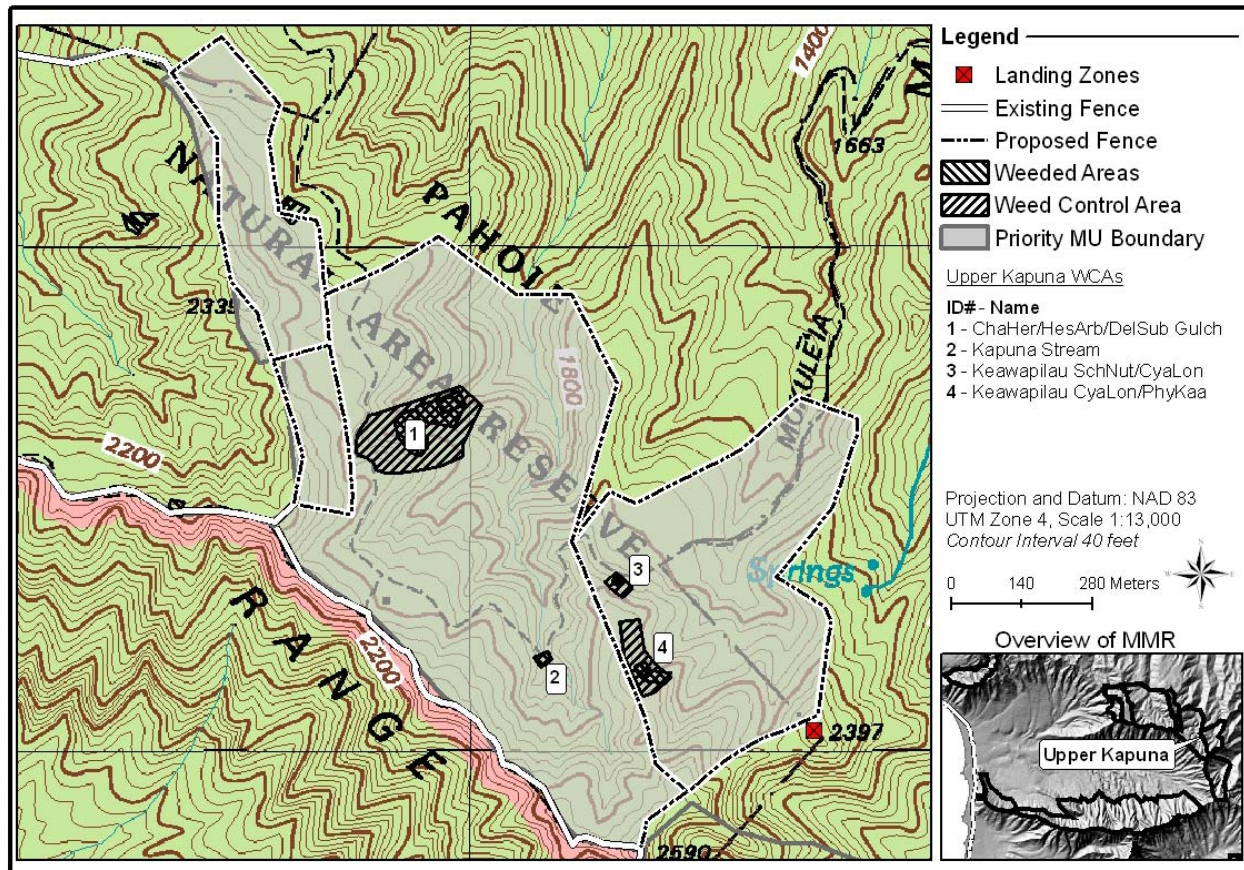 1400
M
1663
NATURAL
PAHOLE
2339
AREA RESERVE
1800
MOKULEIA
2200
1
Springs
3
4
2
RANGE
2200
2397
2590
Legend
Landing Zones
Existing Fence
Proposed Fence
Weeded Areas
Weed Control Area
Priority MU Boundary
Upper Kapuna WCAs
ID#- Name
1 - ChaHer/HesArb/DelSub Gulch
2 - Kapuna Stream
3 - Keawapilau SchNut/CyaLon
4 - Keawapilau CyaLon/PhyKaa
Projection and Datum: NAD 83
UTM Zone 4, Scale 1:13,000
Contour Interval 40 feet
0 140 280 Meters
N
W E
S
Overview of MMR
Upper Kapuna